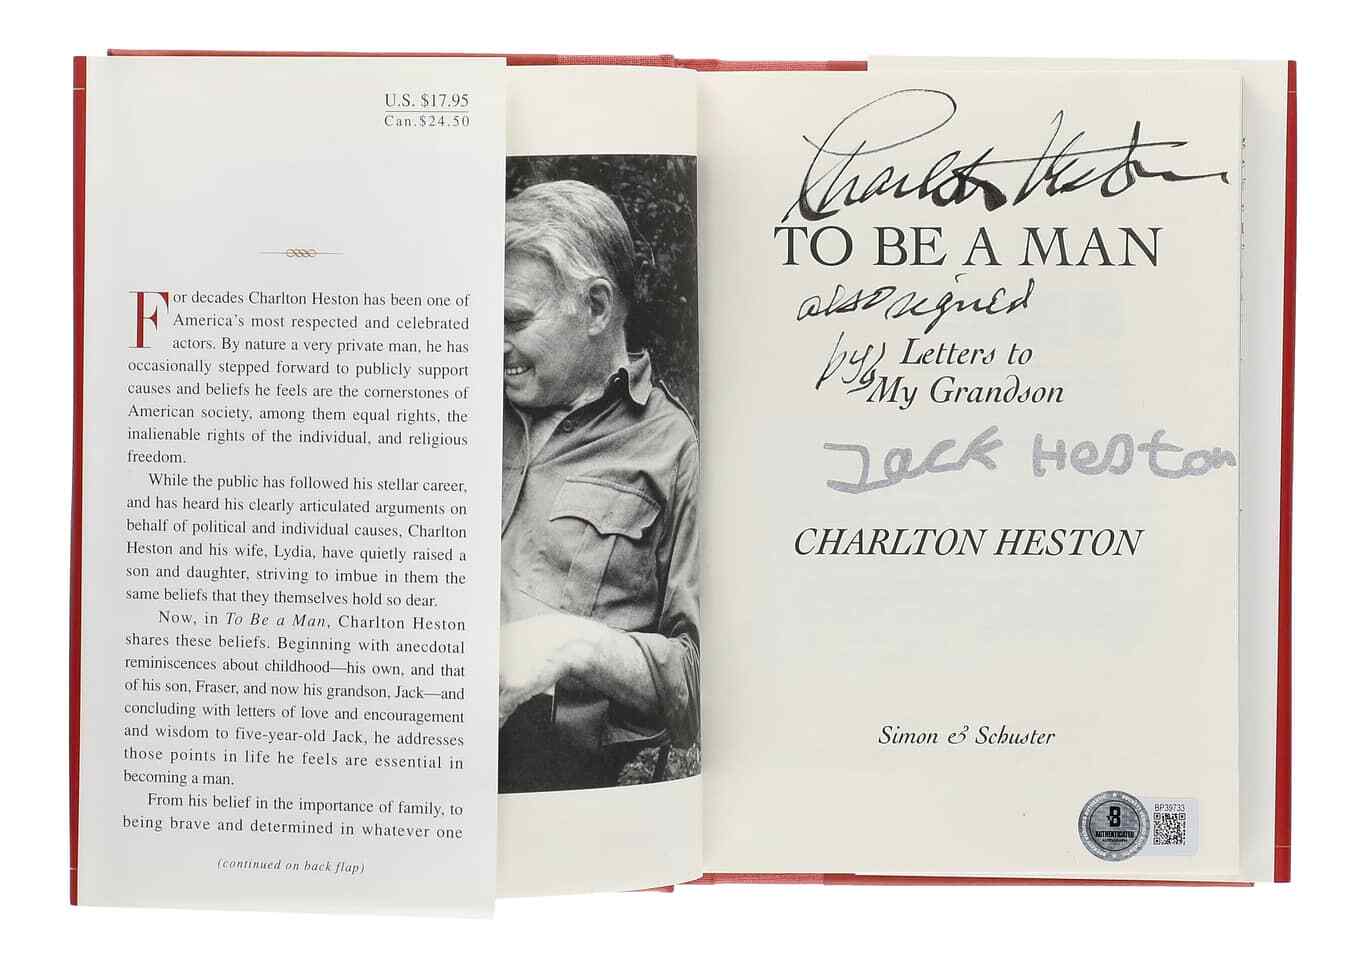 U.S. $17.95
Can.$24.50
For decades Charlton Heston has been one of
America's most respected and celebrated
actors. By nature a very private man, he has
occasionally stepped forward to publicly support
causes and beliefs he feels are the cornerstones of
American society, among them equal rights, the
inalienable rights of the individual, and religious
freedom.
While the public has followed his stellar career,
and has heard his clearly articulated arguments on
behalf of political and individual causes, Charlton
Heston and his wife, Lydia, have quietly raised a
son and daughter, striving to imbue in them the
same beliefs that they themselves hold so dear.
Now, in To Be a Man, Charlton Heston
shares these beliefs. Beginning with anecdotal
reminiscences about childhood—his own, and that
of his son, Fraser, and now his grandson, Jack—and
concluding with letters of love and encouragement
and wisdom to five-year-old Jack, he addresses
those points in life he feels are essential in
becoming a man.
From his belief in the importance of family, to
being brave and determined in whatever one
(continued on back flap)
Charlton Heston
TO BE A MAN
also signed
by
Letters to
My Grandson
Jack Heston
CHARLTON HESTON
Simon & Schuster
B
AUTHENTICATED
BP39733